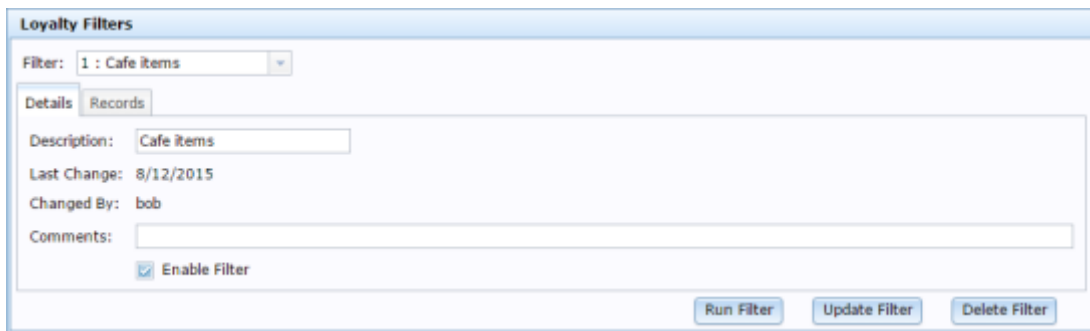 Loyalty Filters
Filter: 1 : Cafe items
Details Records
Description: Cafe items
Last Change: 8/12/2015
Changed By: bob
Comments:
Enable Filter
Run Filter Update Filter Delete Filter